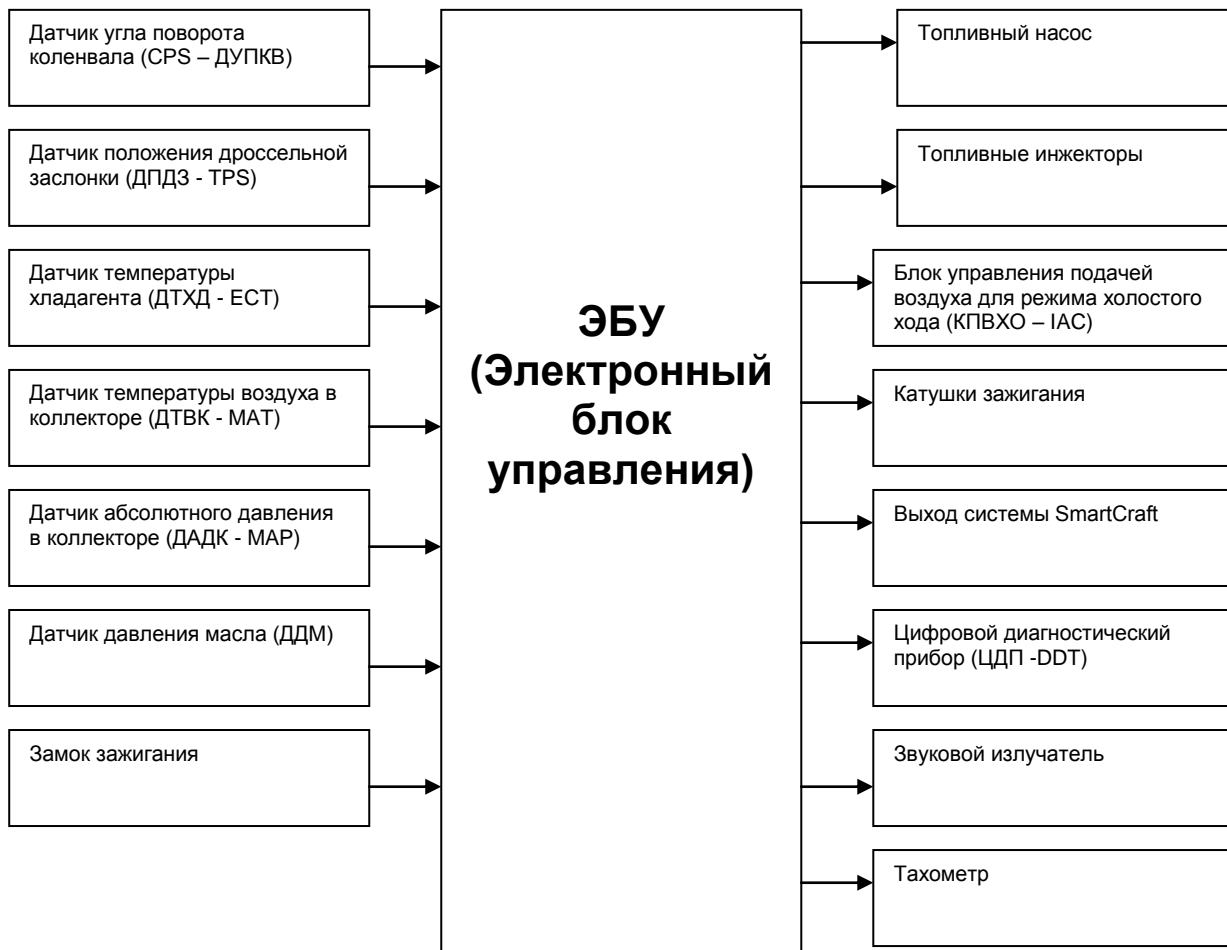 Датчик угла поворота
коленвала (CPS – ДУПКВ)
Датчик положения дроссельной
заслонки (ДПДЗ - TPS)
Датчик температуры
хладагента (ДТХД - ECT)
Датчик температуры воздуха в
коллекторе (ДТВК - MAT)
Датчик абсолютного давления
в коллекторе (ДАДК - MAP)
Датчик давления масла (ДДМ)
Замок зажигания
ЭБУ
(Электронный
блок
управления)
Топливный насос
Топливные инжекторы
Блок управления подачей
воздуха для режима холостого
хода (КПВХО – IAC)
Катушки зажигания
Выход системы SmartCraft
Цифровой диагностический
прибор (ЦДП -DDT)
Звуковой излучатель
Тахометр